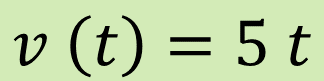 v (t) = 5 t